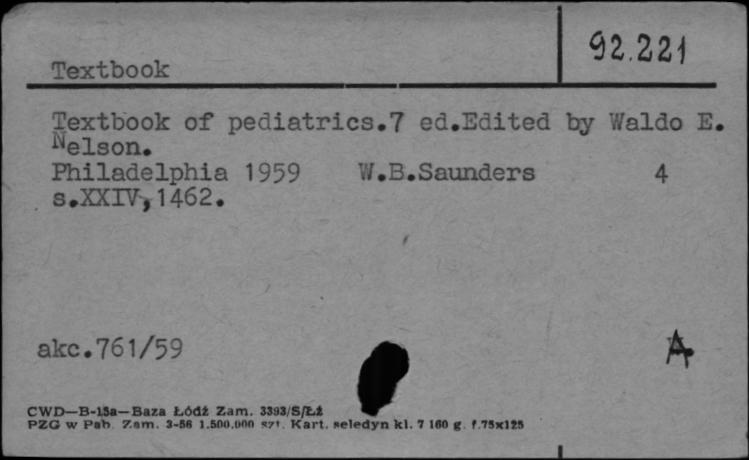 92.221
Textbook
Textbook of pediatrics.7 ed.Edited by Waldo E.
Nelson.
Philadelphia 1959 W.B.Saunders 4
s.XXIV,1462.
akc.761/59 A.
CWD—B-15a—Baza Łódź Zam. 3393/S/Łź
PZG w Pab. Zam. 3-56 1.500.000 szt. Kart. seledyn kl. 7 160 g. f.75x125